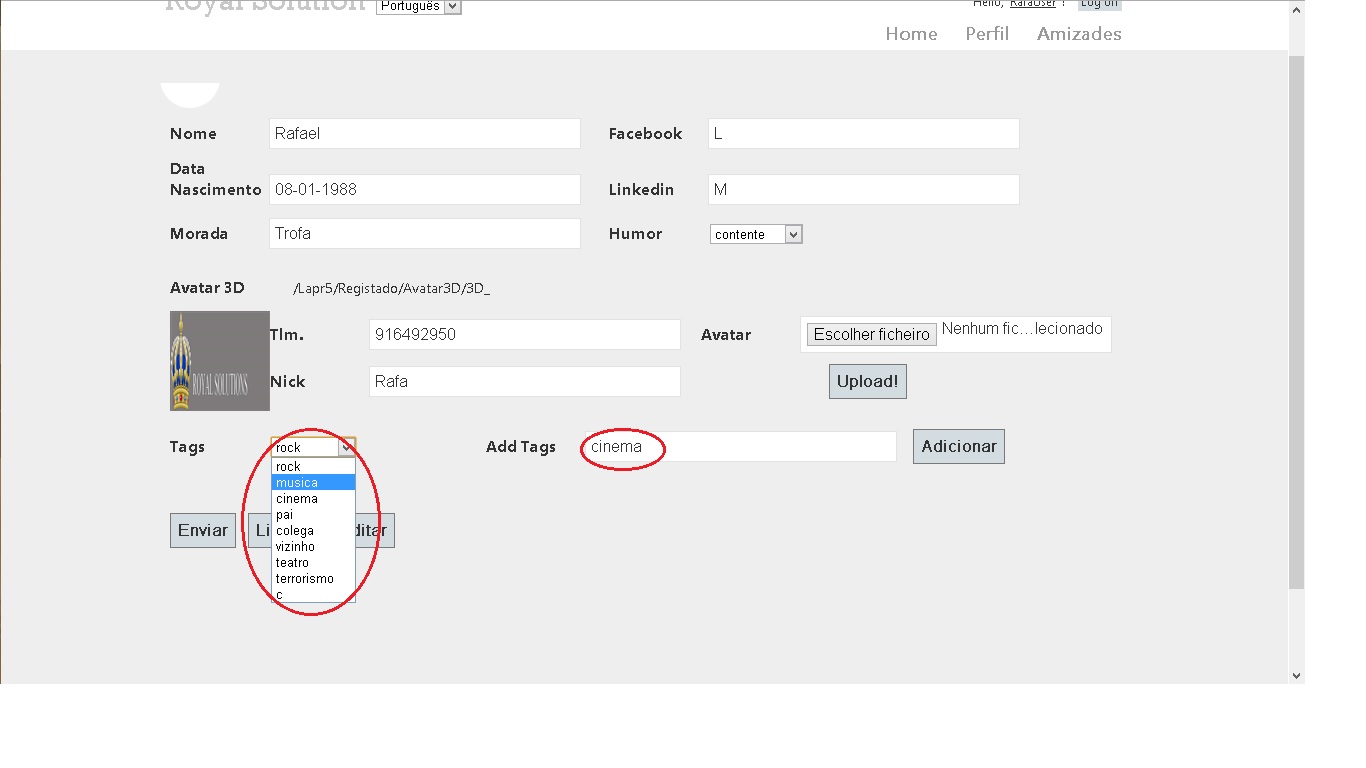 Royal Solution Português Hello, RafaUser ! Log off
Home Perfil Amizades
Nome Rafael Facebook L
Data
Nascimento 08-01-1988 Linkedin M
Morada Trofa Humor contente
Avatar 3D /Lapr5/Registado/Avatar3D/3D_
ROYAL SOLUTIONS
Tlm. 916492950 Avatar Escolher ficheiro Nenhum fic...lecionado
Nick Rafa Upload!
Tags rock Add Tags cinema Adicionar
rock
musica
cinema
pai
colega
vizinho
teatro
terrorismo
c
Enviar Li ditar